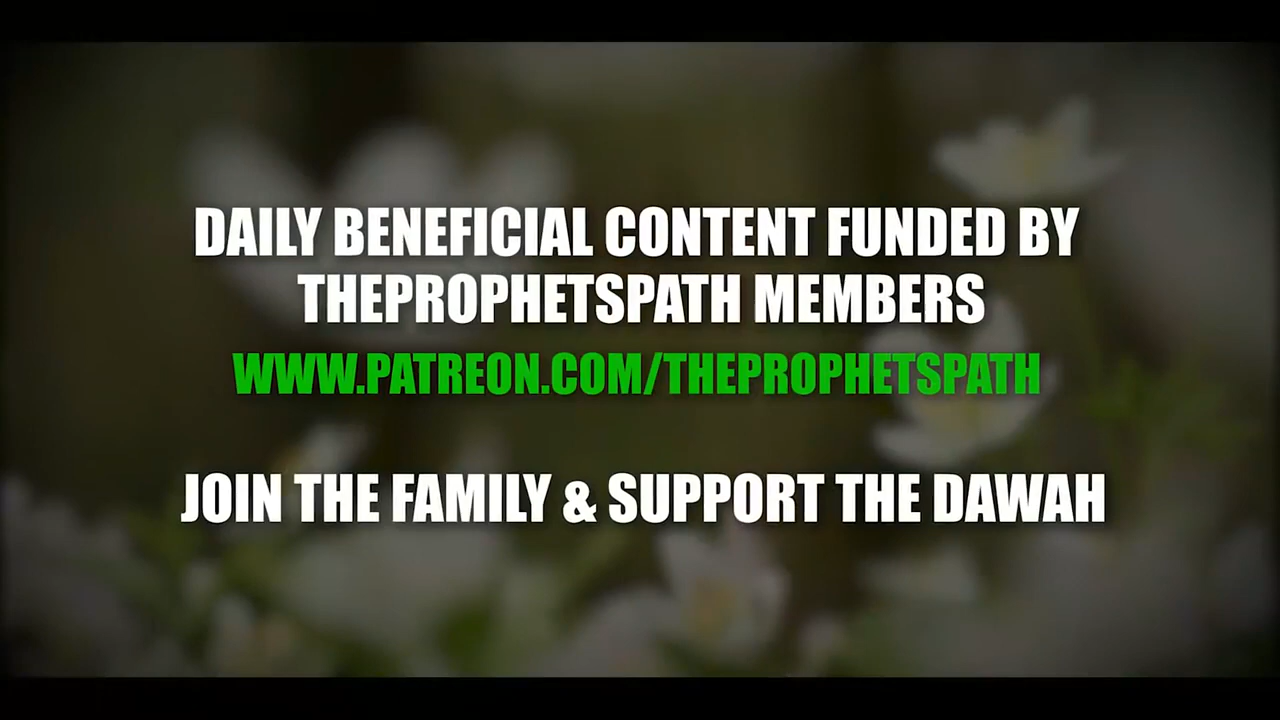 DAILY BENEFICIAL CONTENT FUNDED BY
THEPROPHETSPATH MEMBERS
WWW.PATREON.COM/THEPROPHETSPATH
JOIN THE FAMILY & SUPPORT THE DAWAH